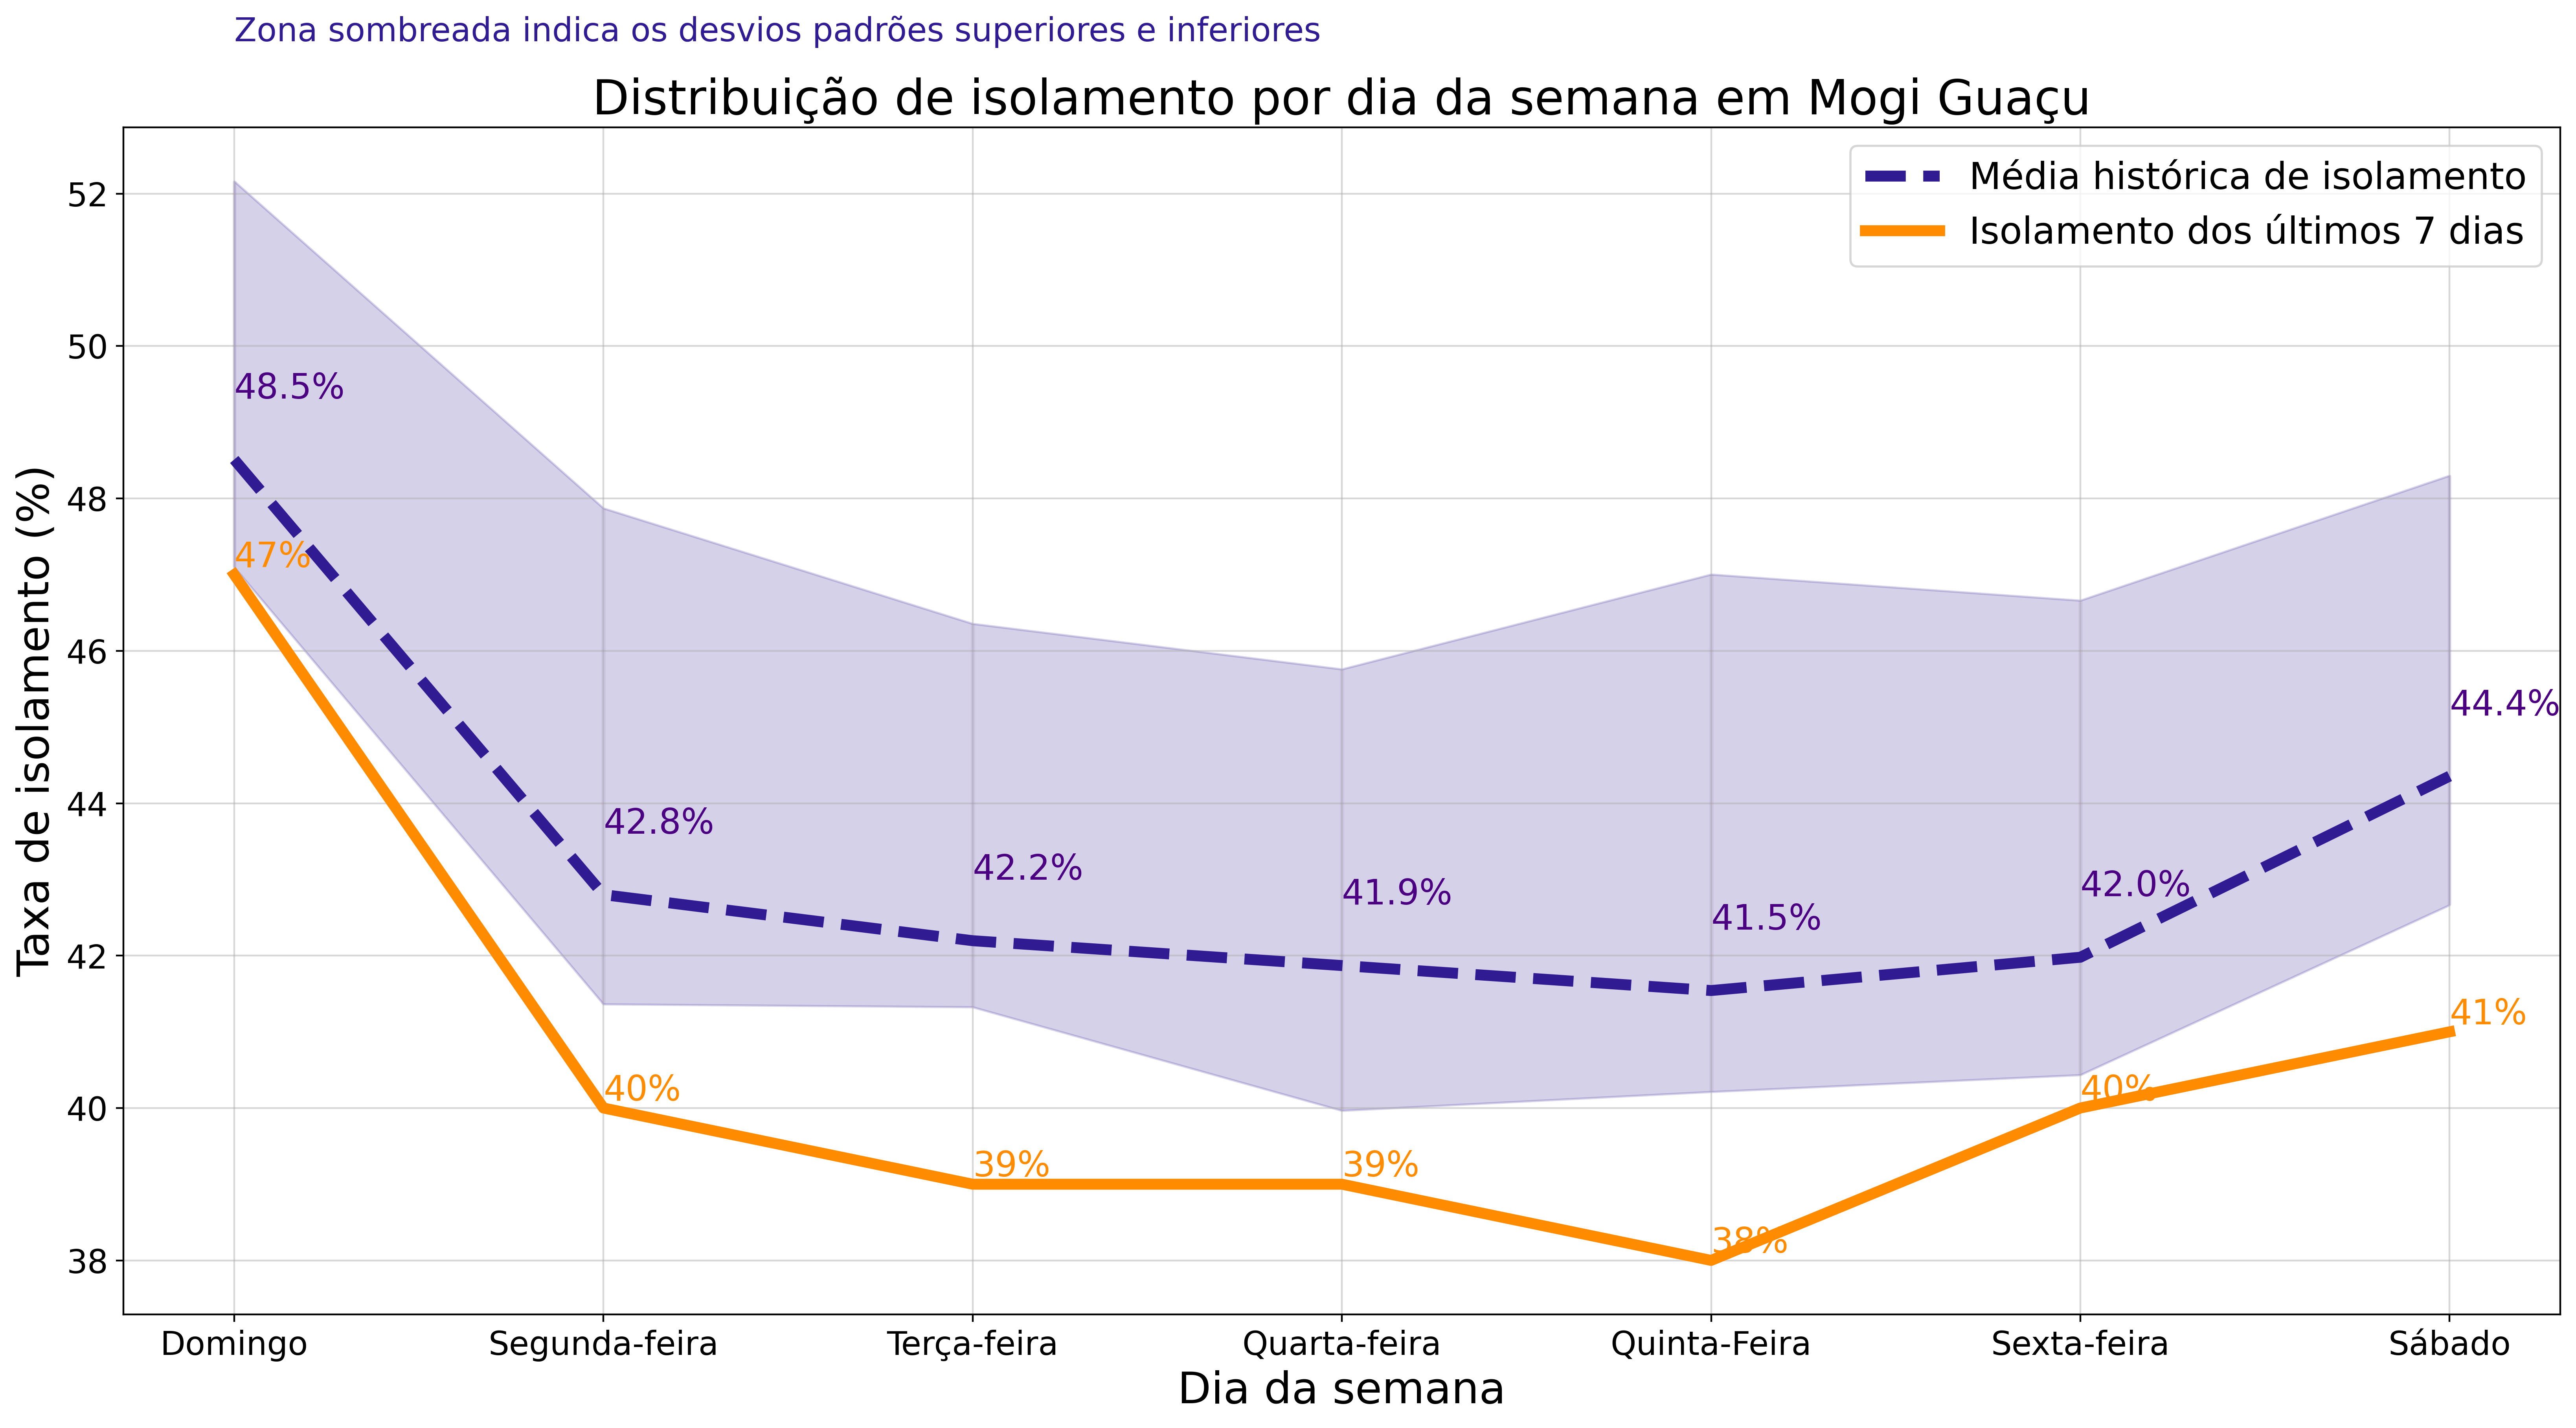 Zona sombreada indica os desvios padrões superiores e inferiores
Distribuição de isolamento por dia da semana em Mogi Guaçu
Média histórica de isolamento
Isolamento dos últimos 7 dias
Taxa de isolamento (%)
52
50
48
46
44
42
40
38
48.5%
42.8%
42.2%
41.9%
41.5%
42.0%
44.4%
47%
40%
39%
39%
38%
40%
41%
Domingo
Segunda-feira
Terça-feira
Quarta-feira
Quinta-Feira
Sexta-feira
Sábado
Dia da semana